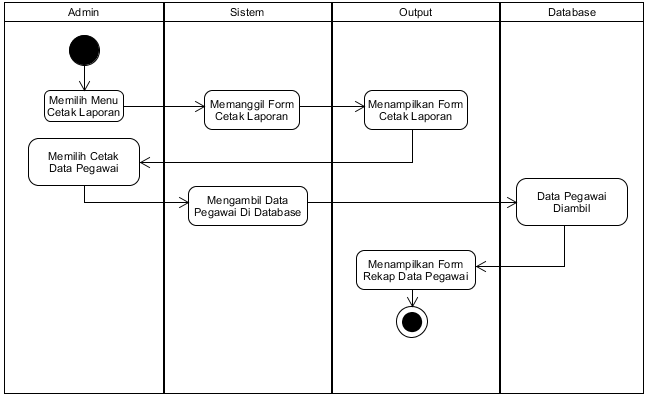 Admin
Sistem
Output
Database
Memilih Menu
Cetak Laporan
Memanggil Form
Cetak Laporan
Menampilkan Form
Cetak Laporan
Memilih Cetak
Data Pegawai
Mengambil Data
Pegawai Di Database
Data Pegawai
Diambil
Menampilkan Form
Rekap Data Pegawai